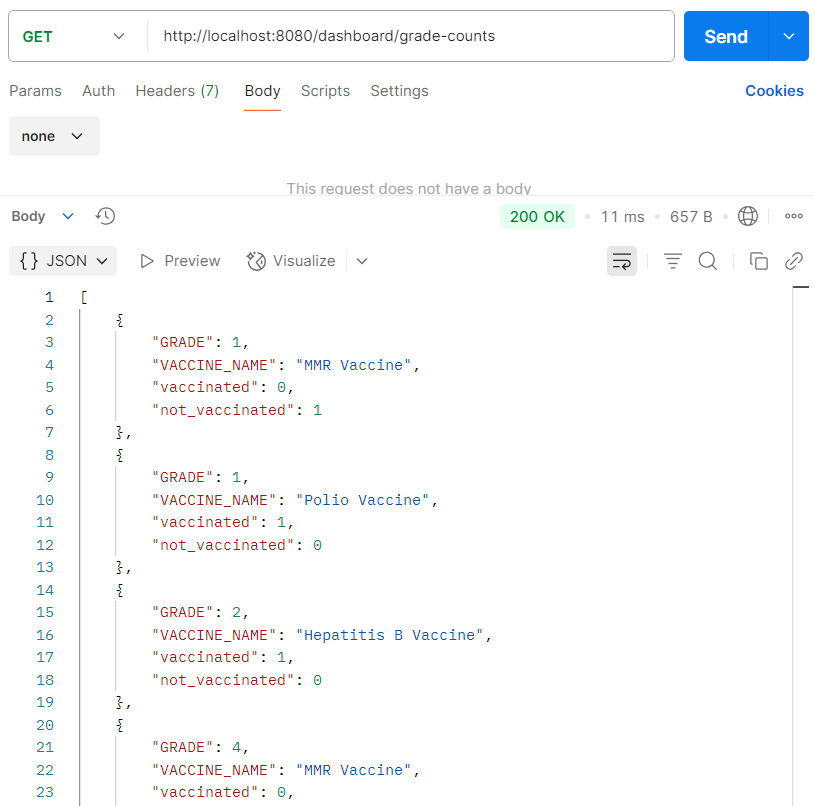 GET http://localhost:8080/dashboard/grade-counts Send
Params Auth Headers (7) Body Scripts Settings Cookies
none
This request does not have a body
Body 200 OK 11 ms 657 B
{} JSON Preview Visualize
1 [
2 {
3 "GRADE": 1,
4 "VACCINE_NAME": "MMR Vaccine",
5 "vaccinated": 0,
6 "not_vaccinated": 1
7 },
8 {
9 "GRADE": 1,
10 "VACCINE_NAME": "Polio Vaccine",
11 "vaccinated": 1,
12 "not_vaccinated": 0
13 },
14 {
15 "GRADE": 2,
16 "VACCINE_NAME": "Hepatitis B Vaccine",
17 "vaccinated": 1,
18 "not_vaccinated": 0
19 },
20 {
21 "GRADE": 4,
22 "VACCINE_NAME": "MMR Vaccine",
23 "vaccinated": 0,